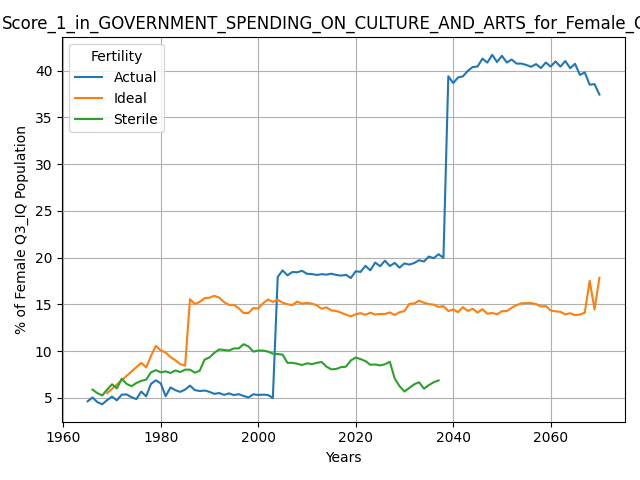 Score_1_in_GOVERNMENT_SPENDING_ON_CULTURE_AND_ARTS_for_Female_
Fertility
Actual
Ideal
Sterile
% of Female Q3_IQ Population
40
35
30
25
20
15
10
5
1960
1980
2000
2020
2040
2060
Years